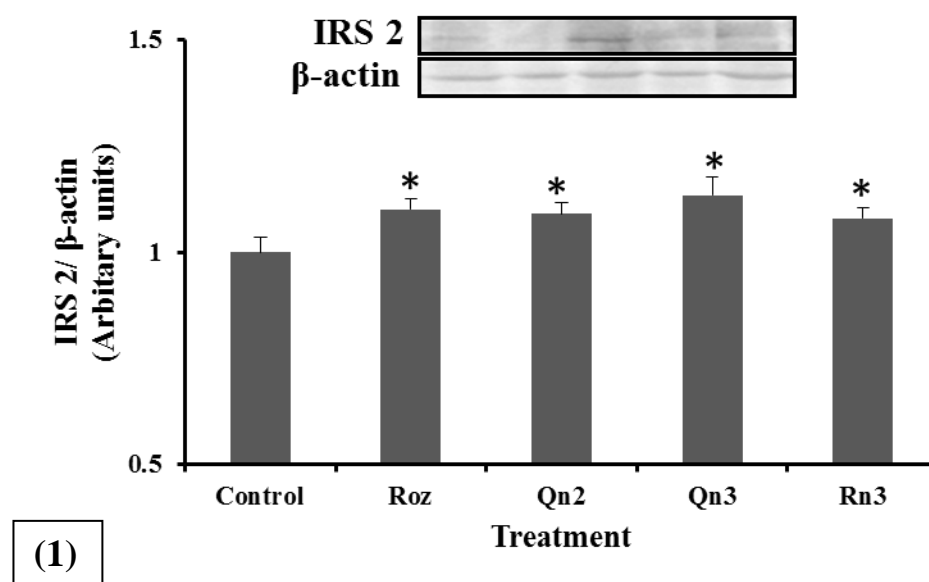 IRS 2
β-actin
1.5
1
0.5
IRS 2/ β-actin
(Arbitary units)
* * * *
Control Roz Qn2 Qn3 Rn3
Treatment
(1)